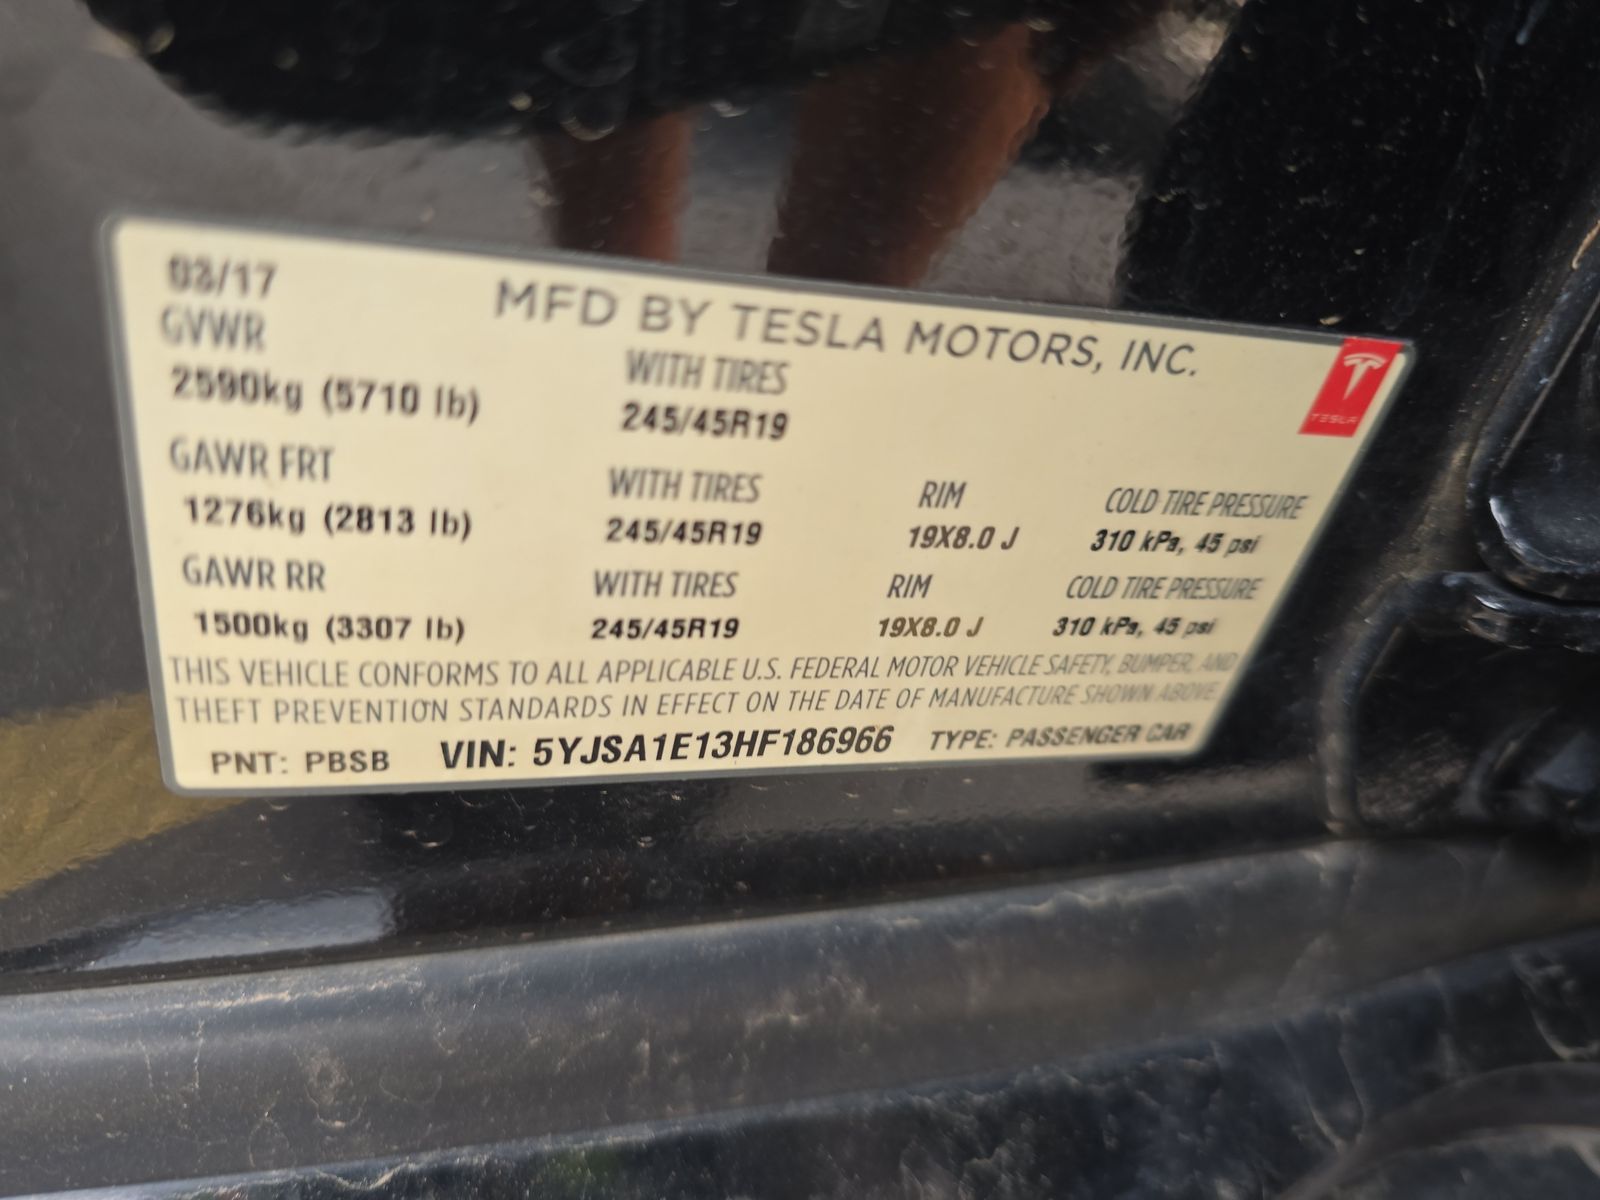 03/17
MFD BY TESLA MOTORS, INC.
TESLA
GVWR WITH TIRES
2590kg (5710 lb) 245/45R19
GAWR FRT WITH TIRES RIM COLD TIRE PRESSURE
1276kg (2813 lb) 245/45R19 19X8.0 J 310 kPa, 45 psi
GAWR RR WITH TIRES RIM COLD TIRE PRESSURE
1500kg (3307 lb) 245/45R19 19X8.0 J 310 kPa, 45 psi
THIS VEHICLE CONFORMS TO ALL APPLICABLE U.S. FEDERAL MOTOR VEHICLE SAFETY, BUMPER, AND
THEFT PREVENTION STANDARDS IN EFFECT ON THE DATE OF MANUFACTURE SHOWN ABOVE.
PNT: PBSB VIN: 5YJSA1E13HF186966 TYPE: PASSENGER CAR